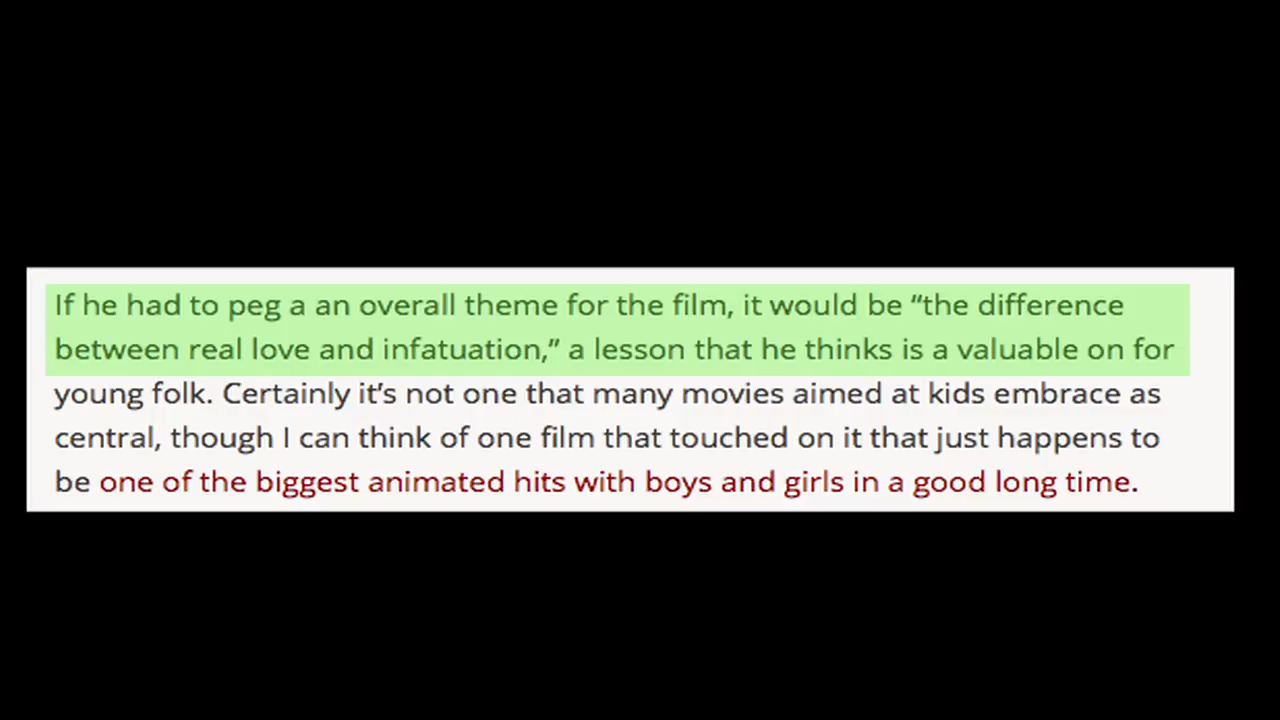 If he had to peg a an overall theme for the film, it would be “the difference
between real love and infatuation,” a lesson that he thinks is a valuable on for
young folk. Certainly it’s not one that many movies aimed at kids embrace as
central, though I can think of one film that touched on it that just happens to
be one of the biggest animated hits with boys and girls in a good long time.